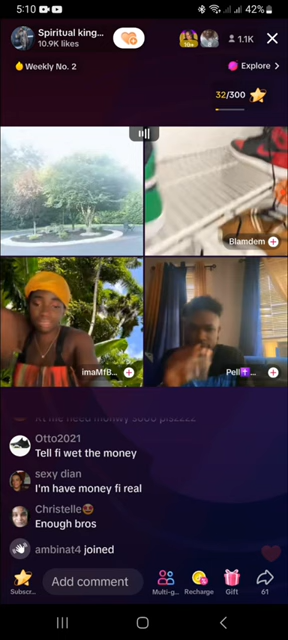 5:10
42%
Spiritual king...
10.9K likes
10+
1.1K
Weekly No. 2
Explore >
32/300
Blamdem
imaMfB...
Pell✝️...
Otto2021
Tell fi wet the money
sexy dian
I'm have money fi real
Christelle
Enough bros
ambinat4 joined
Subscr...
Add comment
Multi-g...
Recharge
Gift
61